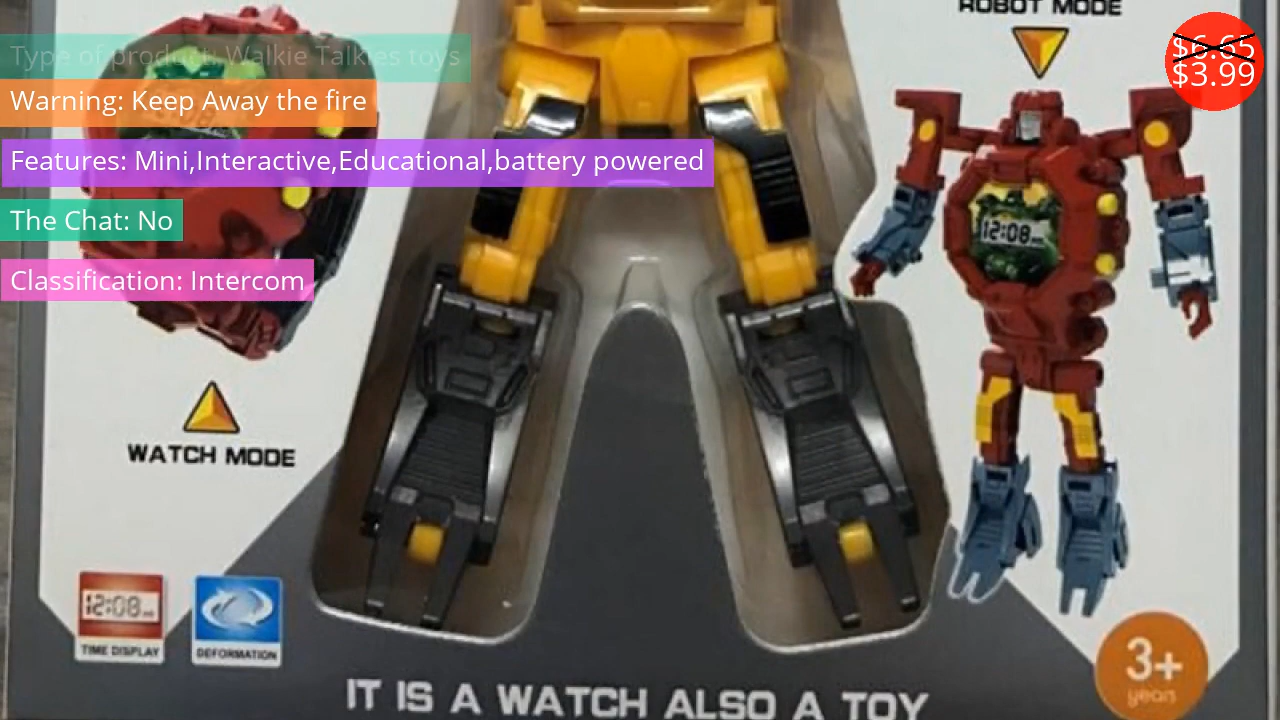 ROBOT MODE
$6.65
$3.99
Type of product: Walkie Talkies toys
Warning: Keep Away the fire
Features: Mini,Interactive,Educational,battery powered
The Chat: No
Classification: Intercom
12:08
WATCH MODE
12:08
TIME DISPLAY
DEFORMATION
3+
years
IT IS A WATCH ALSO A TOY